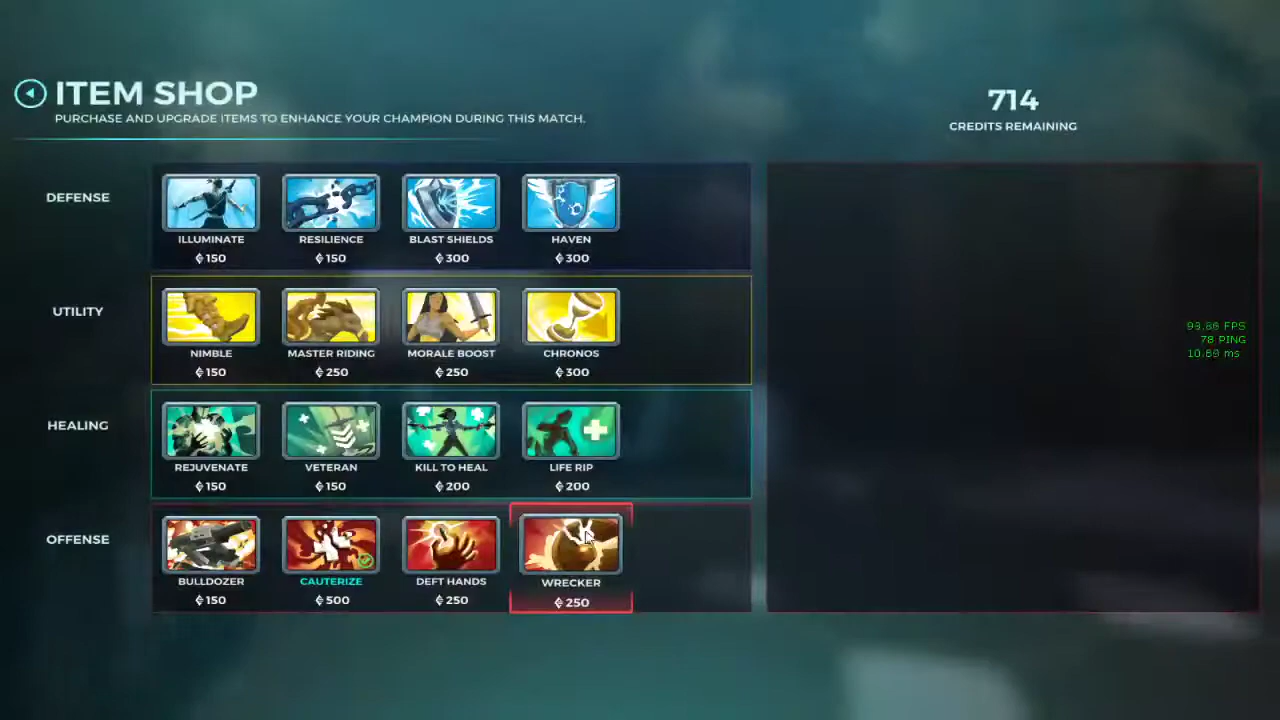 ITEM SHOP
PURCHASE AND UPGRADE ITEMS TO ENHANCE YOUR CHAMPION DURING THIS MATCH.
714
CREDITS REMAINING
DEFENSE
ILLUMINATE
150
RESILIENCE
150
BLAST SHIELDS
300
HAVEN
300
UTILITY
NIMBLE
150
MASTER RIDING
250
MORALE BOOST
250
CHRONOS
300
HEALING
REJUVENATE
150
VETERAN
150
KILL TO HEAL
200
LIFE RIP
200
OFFENSE
BULLDOZER
150
CAUTERIZE
500
DEFT HANDS
250
WRECKER
250
78 PING